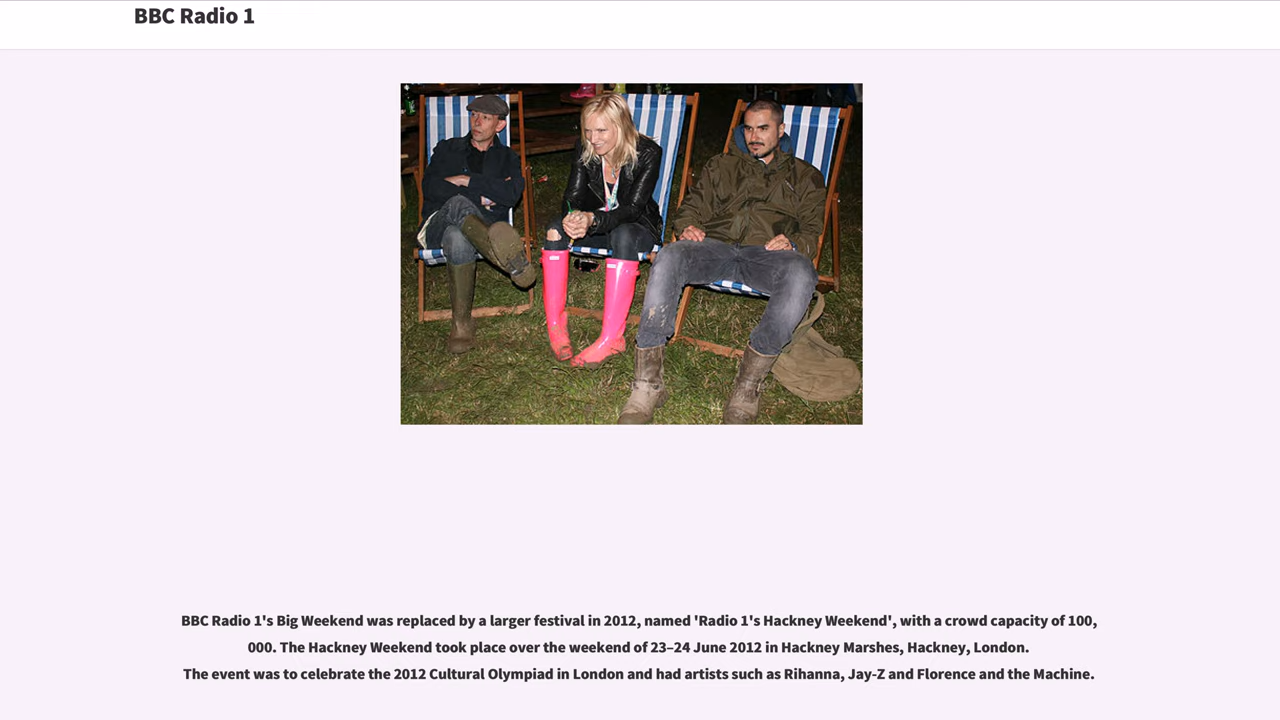 BBC Radio 1
BBC Radio 1's Big Weekend was replaced by a larger festival in 2012, named 'Radio 1's Hackney Weekend', with a crowd capacity of 100,
000. The Hackney Weekend took place over the weekend of 23–24 June 2012 in Hackney Marshes, Hackney, London.
The event was to celebrate the 2012 Cultural Olympiad in London and had artists such as Rihanna, Jay-Z and Florence and the Machine.